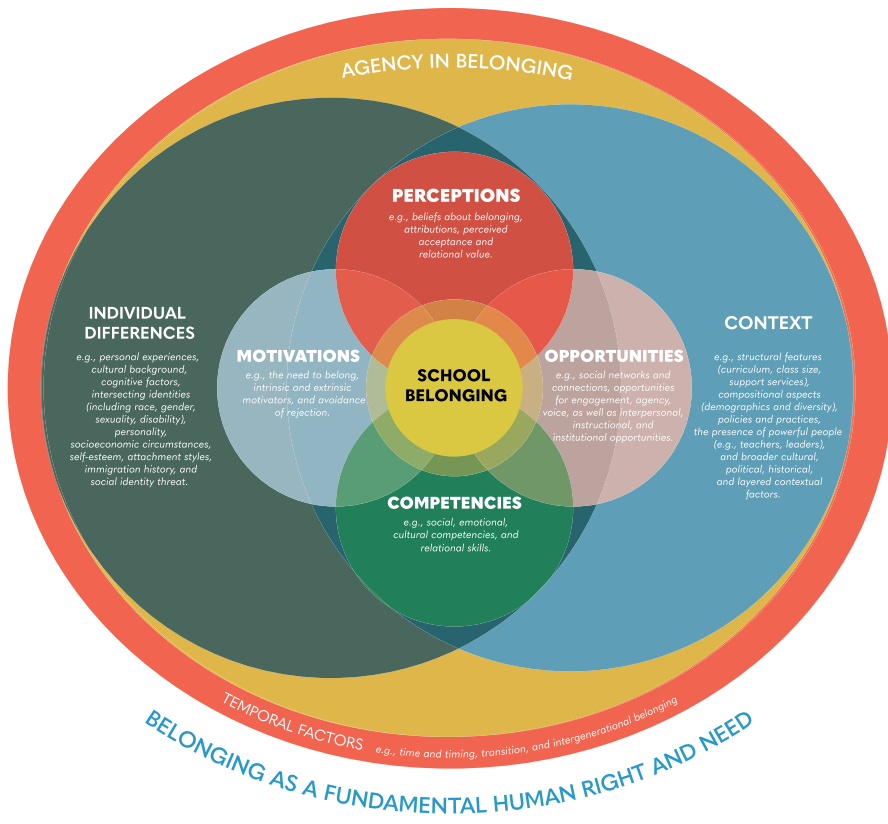 AGENCY IN BELONGING
PERCEPTIONS
e.g., beliefs about belonging,
attributions, perceived
acceptance and
relational value.
INDIVIDUAL
DIFFERENCES
e.g., personal experiences,
cultural background,
cognitive factors,
intersecting identities
(including race, gender,
sexuality, disability),
personality,
socioeconomic circumstances,
self-esteem, attachment styles,
immigration history, and
social identity threat.
MOTIVATIONS
e.g., the need to belong,
intrinsic and extrinsic
motivators, and avoidance
of rejection.
SCHOOL
BELONGING
OPPORTUNITIES
e.g., social networks and
connections, opportunities
for engagement, agency,
voice, as well as interpersonal,
instructional, and
institutional opportunities.
CONTEXT
e.g., structural features
(curriculum, class size,
support services),
compositional aspects
(demographics and diversity),
policies and practices,
the presence of powerful people
(e.g., teachers, leaders),
and broader cultural,
political, historical,
and layered contextual
factors.
COMPETENCIES
e.g., social, emotional,
cultural competencies, and
relational skills.
TEMPORAL FACTORS e.g., time and timing, transition, and intergenerational belonging
BELONGING AS A FUNDAMENTAL HUMAN RIGHT AND NEED